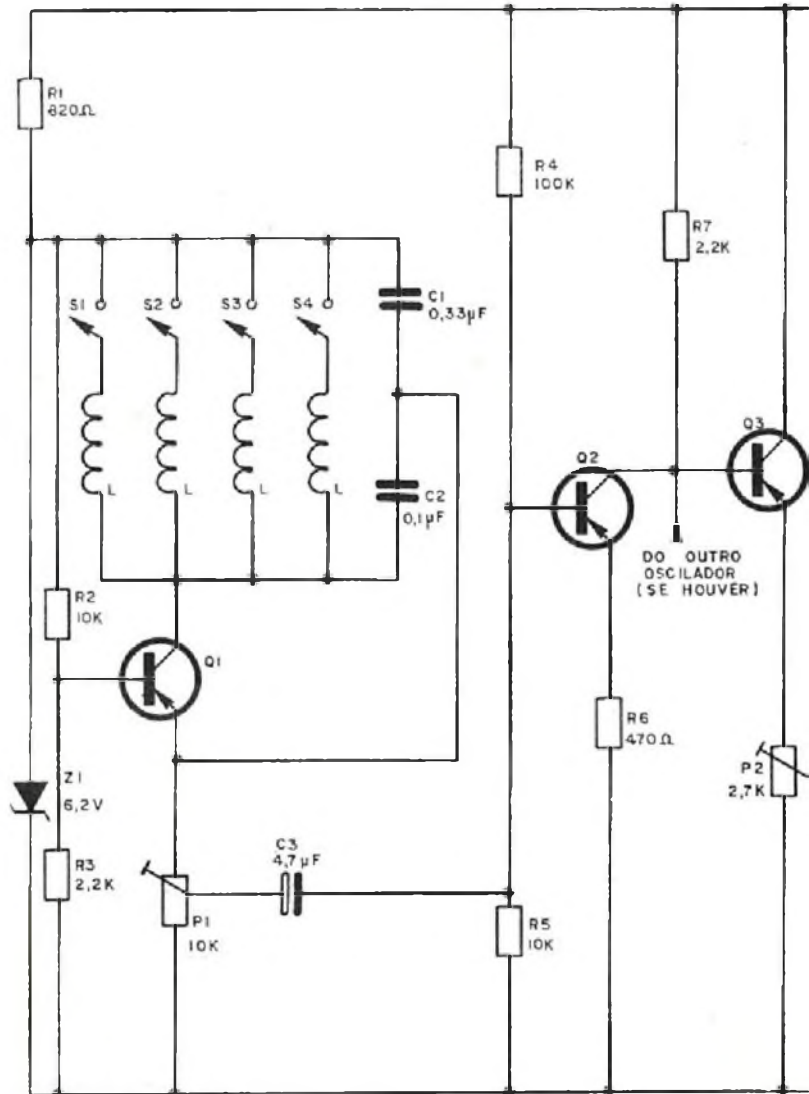 R1
820Ω
R4
100K
R7
2,2K
S1
S2
S3
S4
C1
0,33µF
L
L
L
L
C2
0,1µF
Q2
Q3
DO OUTRO
OSCILADOR
(SE HOUVER)
R2
10K
Q1
R6
470Ω
Z1
6,2V
P2
2,7K
C3
4,7µF
R3
2,2K
P1
10K
R5
10K